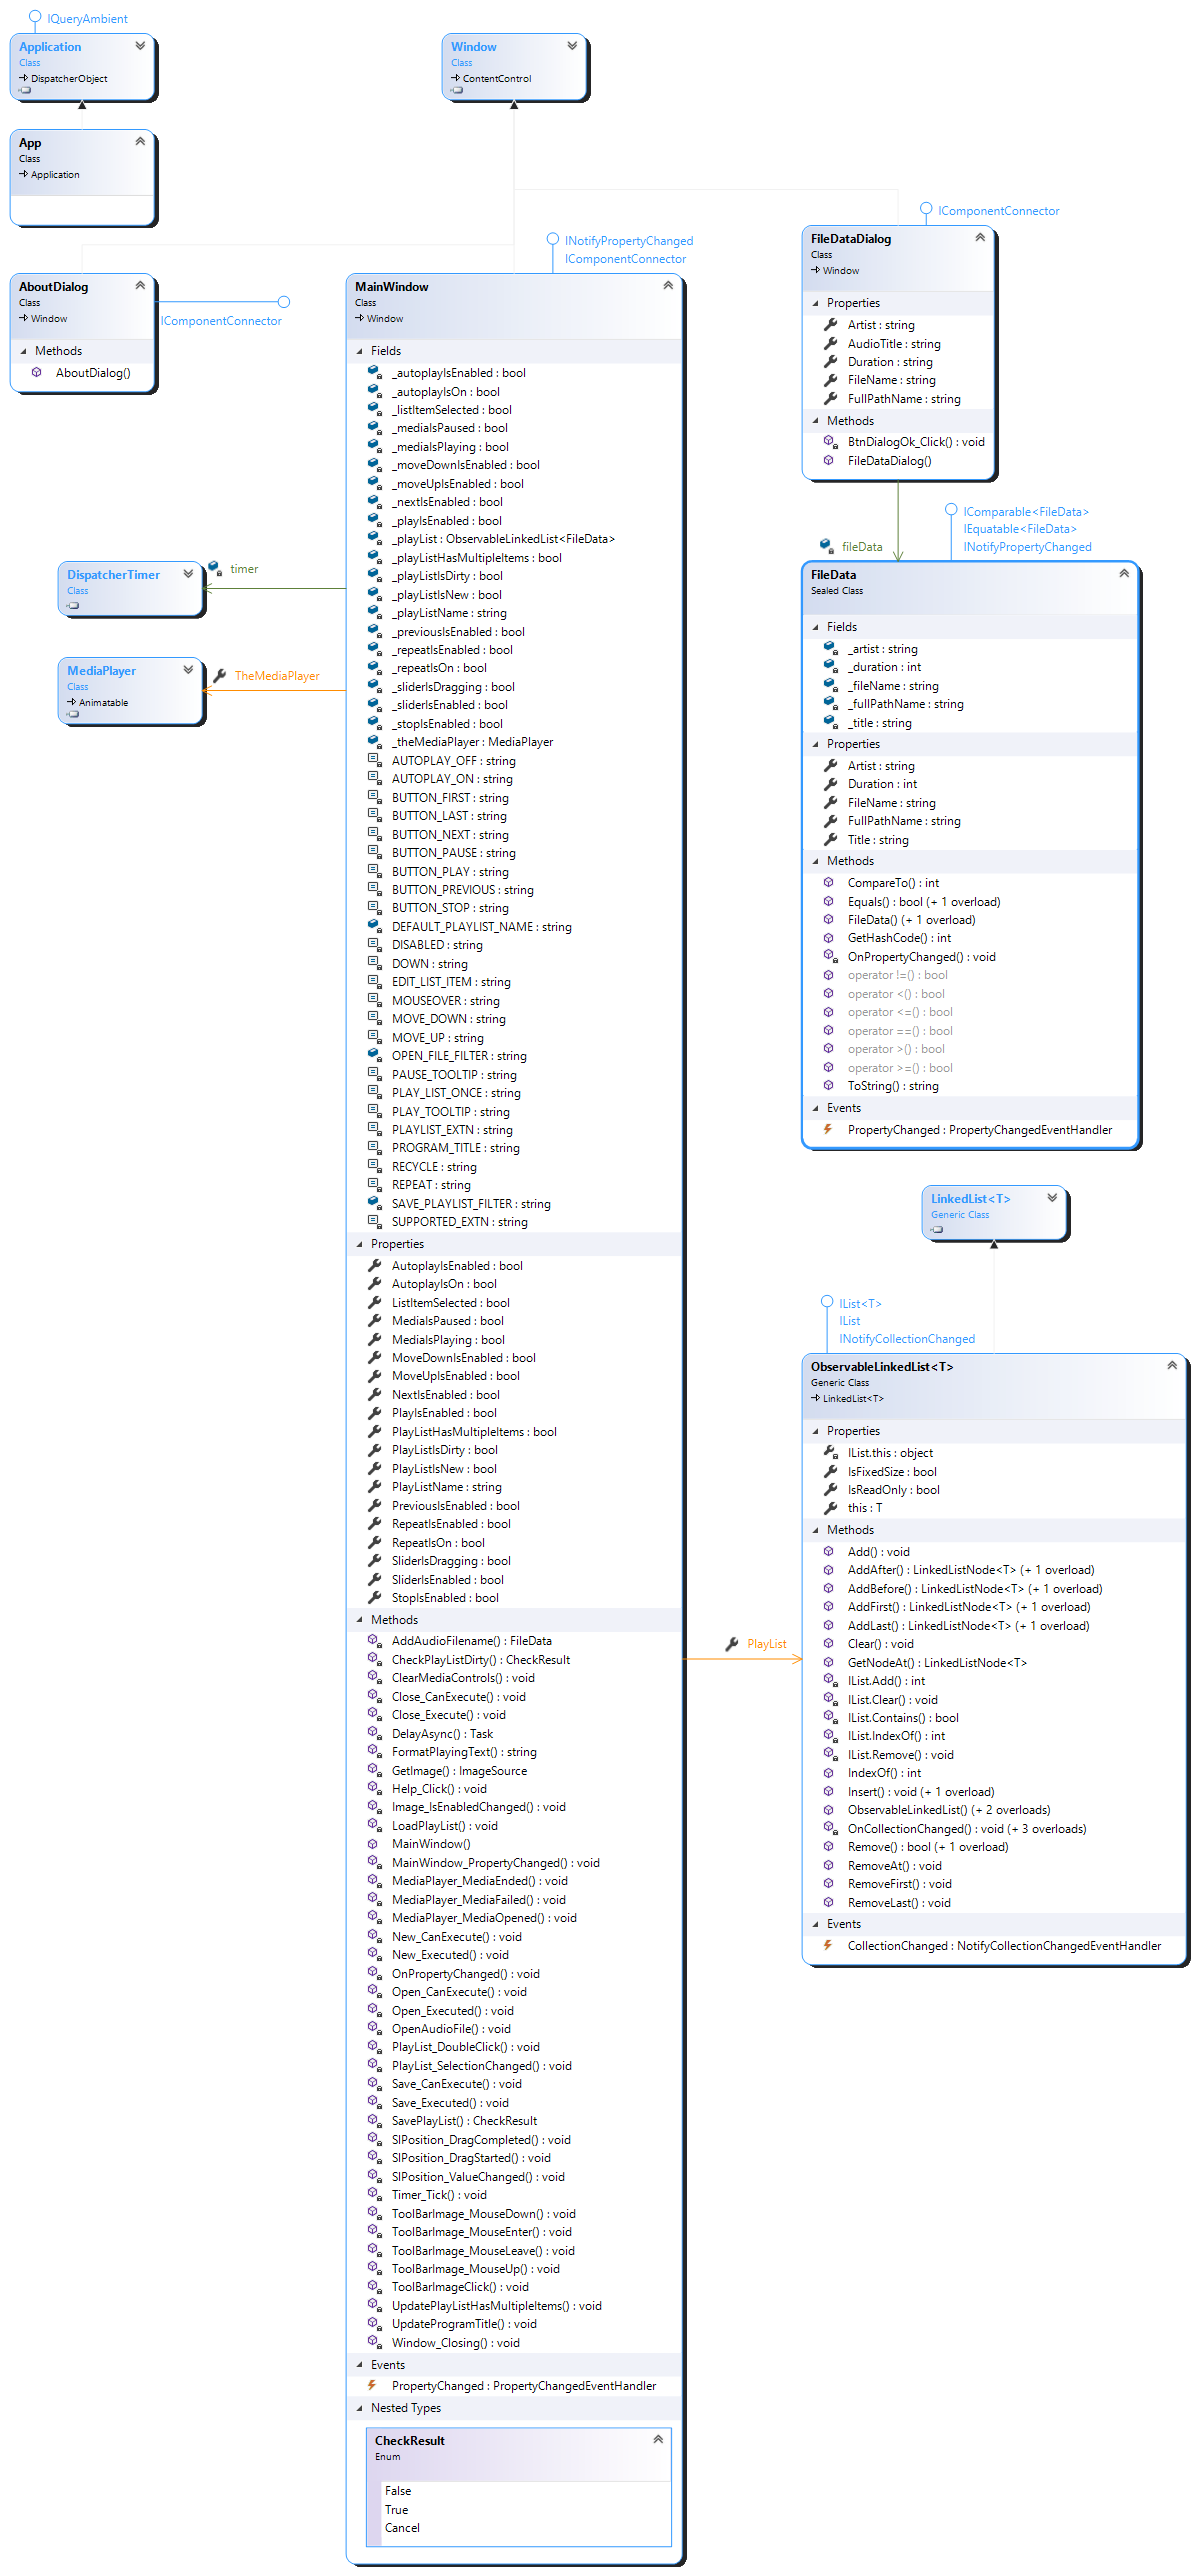 IQueryAmbient
Application
Class
DispatcherObject
App
Class
Application
Window
Class
ContentControl
AboutDialog
Class
Window
Methods
AboutDialog()
IComponentConnector
DispatcherTimer
Class
timer
MediaPlayer
Class
Animatable
TheMediaPlayer
INotifyPropertyChanged
IComponentConnector
MainWindow
Class
Window
Fields
_autoplayIsEnabled : bool
_autoplayIsOn : bool
_listItemSelected : bool
_mediaIsPaused : bool
_mediaIsPlaying : bool
_moveDownIsEnabled : bool
_moveUpIsEnabled : bool
_nextIsEnabled : bool
_playIsEnabled : bool
_playList : ObservableLinkedList<FileData>
_playListHasMultipleItems : bool
_playListIsDirty : bool
_playListIsNew : bool
_playListName : string
_previousIsEnabled : bool
_repeatIsEnabled : bool
_repeatIsOn : bool
_sliderIsDragging : bool
_sliderIsEnabled : bool
_stopIsEnabled : bool
_theMediaPlayer : MediaPlayer
AUTOPLAY_OFF : string
AUTOPLAY_ON : string
BUTTON_FIRST : string
BUTTON_LAST : string
BUTTON_NEXT : string
BUTTON_PAUSE : string
BUTTON_PLAY : string
BUTTON_PREVIOUS : string
BUTTON_STOP : string
DEFAULT_PLAYLIST_NAME : string
DISABLED : string
DOWN : string
EDIT_LIST_ITEM : string
MOUSEOVER : string
MOVE_DOWN : string
MOVE_UP : string
OPEN_FILE_FILTER : string
PAUSE_TOOLTIP : string
PLAY_LIST_ONCE : string
PLAY_TOOLTIP : string
PLAYLIST_EXTN : string
PROGRAM_TITLE : string
RECYCLE : string
REPEAT : string
SAVE_PLAYLIST_FILTER : string
SUPPORTED_EXTN : string
Properties
AutoplayIsEnabled : bool
AutoplayIsOn : bool
ListItemSelected : bool
MediaIsPaused : bool
MediaIsPlaying : bool
MoveDownIsEnabled : bool
MoveUpIsEnabled : bool
NextIsEnabled : bool
PlayIsEnabled : bool
PlayListHasMultipleItems : bool
PlayListIsDirty : bool
PlayListIsNew : bool
PlayListName : string
PreviousIsEnabled : bool
RepeatIsEnabled : bool
RepeatIsOn : bool
SliderIsDragging : bool
SliderIsEnabled : bool
StopIsEnabled : bool
Methods
AddAudioFilename() : FileData
CheckPlayListDirty() : CheckResult
ClearMediaControls() : void
Close_CanExecute() : void
Close_Execute() : void
DelayAsync() : Task
FormatPlayingText() : string
GetImage() : ImageSource
Help_Click() : void
Image_IsEnabledChanged() : void
LoadPlayList() : void
MainWindow()
MainWindow_PropertyChanged() : void
MediaPlayer_MediaEnded() : void
MediaPlayer_MediaFailed() : void
MediaPlayer_MediaOpened() : void
New_CanExecute() : void
New_Executed() : void
OnPropertyChanged() : void
Open_CanExecute() : void
Open_Executed() : void
OpenAudioFile() : void
PlayList_DoubleClick() : void
PlayList_SelectionChanged() : void
Save_CanExecute() : void
Save_Executed() : void
SavePlayList() : CheckResult
SlPosition_DragCompleted() : void
SlPosition_DragStarted() : void
SlPosition_ValueChanged() : void
Timer_Tick() : void
ToolBarImage_MouseDown() : void
ToolBarImage_MouseEnter() : void
ToolBarImage_MouseLeave() : void
ToolBarImage_MouseUp() : void
ToolBarImageClick() : void
UpdatePlayListHasMultipleItems() : void
UpdateProgramTitle() : void
Window_Closing() : void
Events
PropertyChanged : PropertyChangedEventHandler
Nested Types
CheckResult
Enum
False
True
Cancel
IComponentConnector
FileDataDialog
Class
Window
Properties
Artist : string
AudioTitle : string
Duration : string
FileName : string
FullPathName : string
Methods
BtnDialogOk_Click() : void
FileDataDialog()
fileData
IComparable<FileData>
IEquatable<FileData>
INotifyPropertyChanged
FileData
Sealed Class
Fields
_artist : string
_duration : int
_fileName : string
_fullPathName : string
_title : string
Properties
Artist : string
Duration : int
FileName : string
FullPathName : string
Title : string
Methods
CompareTo() : int
Equals() : bool (+ 1 overload)
FileData() (+ 1 overload)
GetHashCode() : int
OnPropertyChanged() : void
operator !=() : bool
operator <() : bool
operator <=() : bool
operator ==() : bool
operator >() : bool
operator >=() : bool
ToString() : string
Events
PropertyChanged : PropertyChangedEventHandler
LinkedList<T>
Generic Class
IList<T>
IList
INotifyCollectionChanged
PlayList
ObservableLinkedList<T>
Generic Class
LinkedList<T>
Properties
IList.this : object
IsFixedSize : bool
IsReadOnly : bool
this : T
Methods
Add() : void
AddAfter() : LinkedListNode<T> (+ 1 overload)
AddBefore() : LinkedListNode<T> (+ 1 overload)
AddFirst() : LinkedListNode<T> (+ 1 overload)
AddLast() : LinkedListNode<T> (+ 1 overload)
Clear() : void
GetNodeAt() : LinkedListNode<T>
IList.Add() : int
IList.Clear() : void
IList.Contains() : bool
IList.IndexOf() : int
IList.Remove() : void
IndexOf() : int
Insert() : void (+ 1 overload)
ObservableLinkedList() (+ 2 overloads)
OnCollectionChanged() : void (+ 3 overloads)
Remove() : bool (+ 1 overload)
RemoveAt() : void
RemoveFirst() : void
RemoveLast() : void
Events
CollectionChanged : NotifyCollectionChangedEventHandler